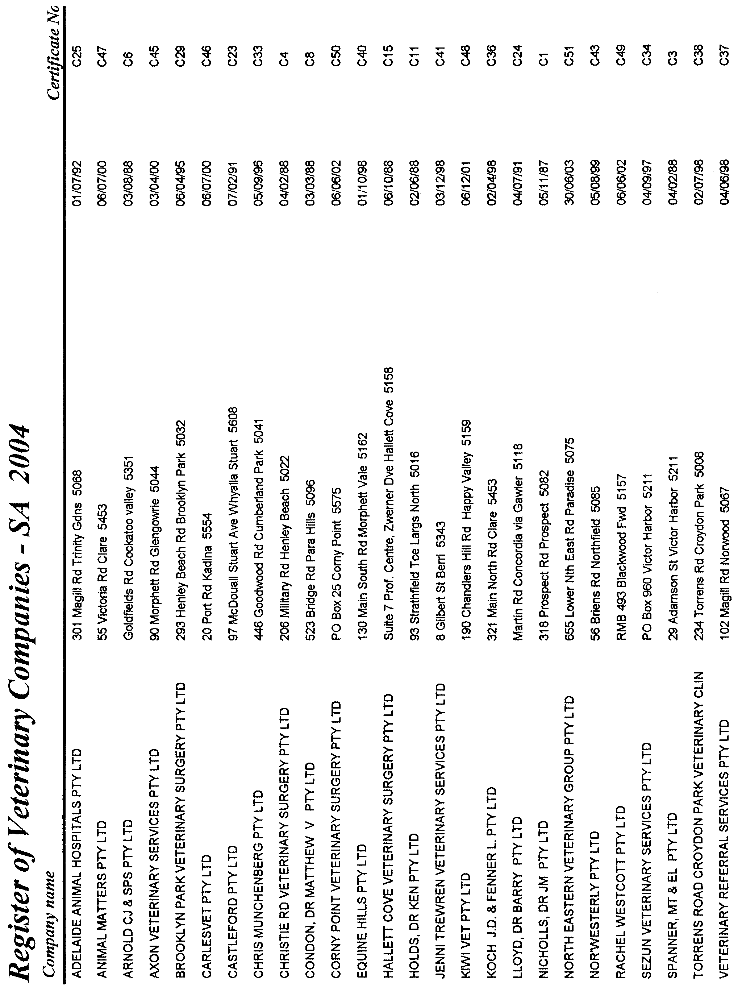 Register of Veterinary Companies - SA 2004
Company name Certificate No
ADELAIDE ANIMAL HOSPITALS PTY LTD 301 Magill Rd Trinity Gdns 5068 01/07/92 C25
ANIMAL MATTERS PTY LTD 55 Victoria Rd Clare 5453 06/07/00 C47
ARNOLD CJ & SPS PTY LTD Goldfields Rd Cockatoo valley 5351 03/08/88 C6
AXON VETERINARY SERVICES PTY LTD 90 Morphett Rd Glengowrie 5044 03/04/00 C45
BROOKLYN PARK VETERINARY SURGERY PTY LTD 293 Henley Beach Rd Brooklyn Park 5032 06/04/95 C29
CARLESVET PTY LTD 20 Port Rd Kadina 5554 06/07/00 C46
CASTLEFORD PTY LTD 97 McDouall Stuart Ave Whyalla Stuart 5608 07/02/91 C23
CHRIS MUNCHENBERG PTY LTD 446 Goodwood Rd Cumberland Park 5041 05/09/96 C33
CHRISTIE RD VETERINARY SURGERY PTY LTD 206 Military Rd Henley Beach 5022 04/02/88 C4
CONDON, DR MATTHEW V PTY LTD 523 Bridge Rd Para Hills 5096 03/03/88 C8
CORNY POINT VETERINARY SURGERY PTY LTD PO Box 25 Corny Point 5575 06/06/02 C50
EQUINE HILLS PTY LTD 130 Main South Rd Morphett Vale 5162 01/10/98 C40
HALLETT COVE VETERINARY SURGERY PTY LTD Suite 7 Prof. Centre, Zwerner Dve Hallett Cove 5158 06/10/88 C15
HOLDS, DR KEN PTY LTD 93 Strathfield Tce Largs North 5016 02/06/88 C11
JENNI TREWREN VETERINARY SERVICES PTY LTD 8 Gilbert St Berri 5343 03/12/98 C41
KIWI VET PTY LTD 190 Chandlers Hill Rd Happy Valley 5159 06/12/01 C48
KOCH J.D. & FENNER L. PTY LTD 321 Main North Rd Clare 5453 02/04/98 C36
LLOYD, DR BARRY PTY LTD Martin Rd Concordia via Gawler 5118 04/07/91 C24
NICHOLLS, DR JM PTY LTD 318 Prospect Rd Prospect 5082 05/11/87 C1
NORTH EASTERN VETERINARY GROUP PTY LTD 655 Lower Nth East Rd Paradise 5075 30/06/03 C51
NOR'WESTERLY PTY LTD 56 Briens Rd Northfield 5085 05/08/99 C43
RACHEL WESTCOTT PTY LTD RMB 493 Blackwood Fwd 5157 06/06/02 C49
SEZUN VETERINARY SERVICES PTY LTD PO Box 960 Victor Harbor 5211 04/09/97 C34
SPANNER, MT & EL PTY LTD 29 Adamson St Victor Harbor 5211 04/02/88 C3
TORRENS ROAD CROYDON PARK VETERINARY CLIN 234 Torrens Rd Croydon Park 5008 02/07/98 C38
VETERINARY REFERRAL SERVICES PTY LTD 102 Magill Rd Norwood 5067 04/06/98 C37